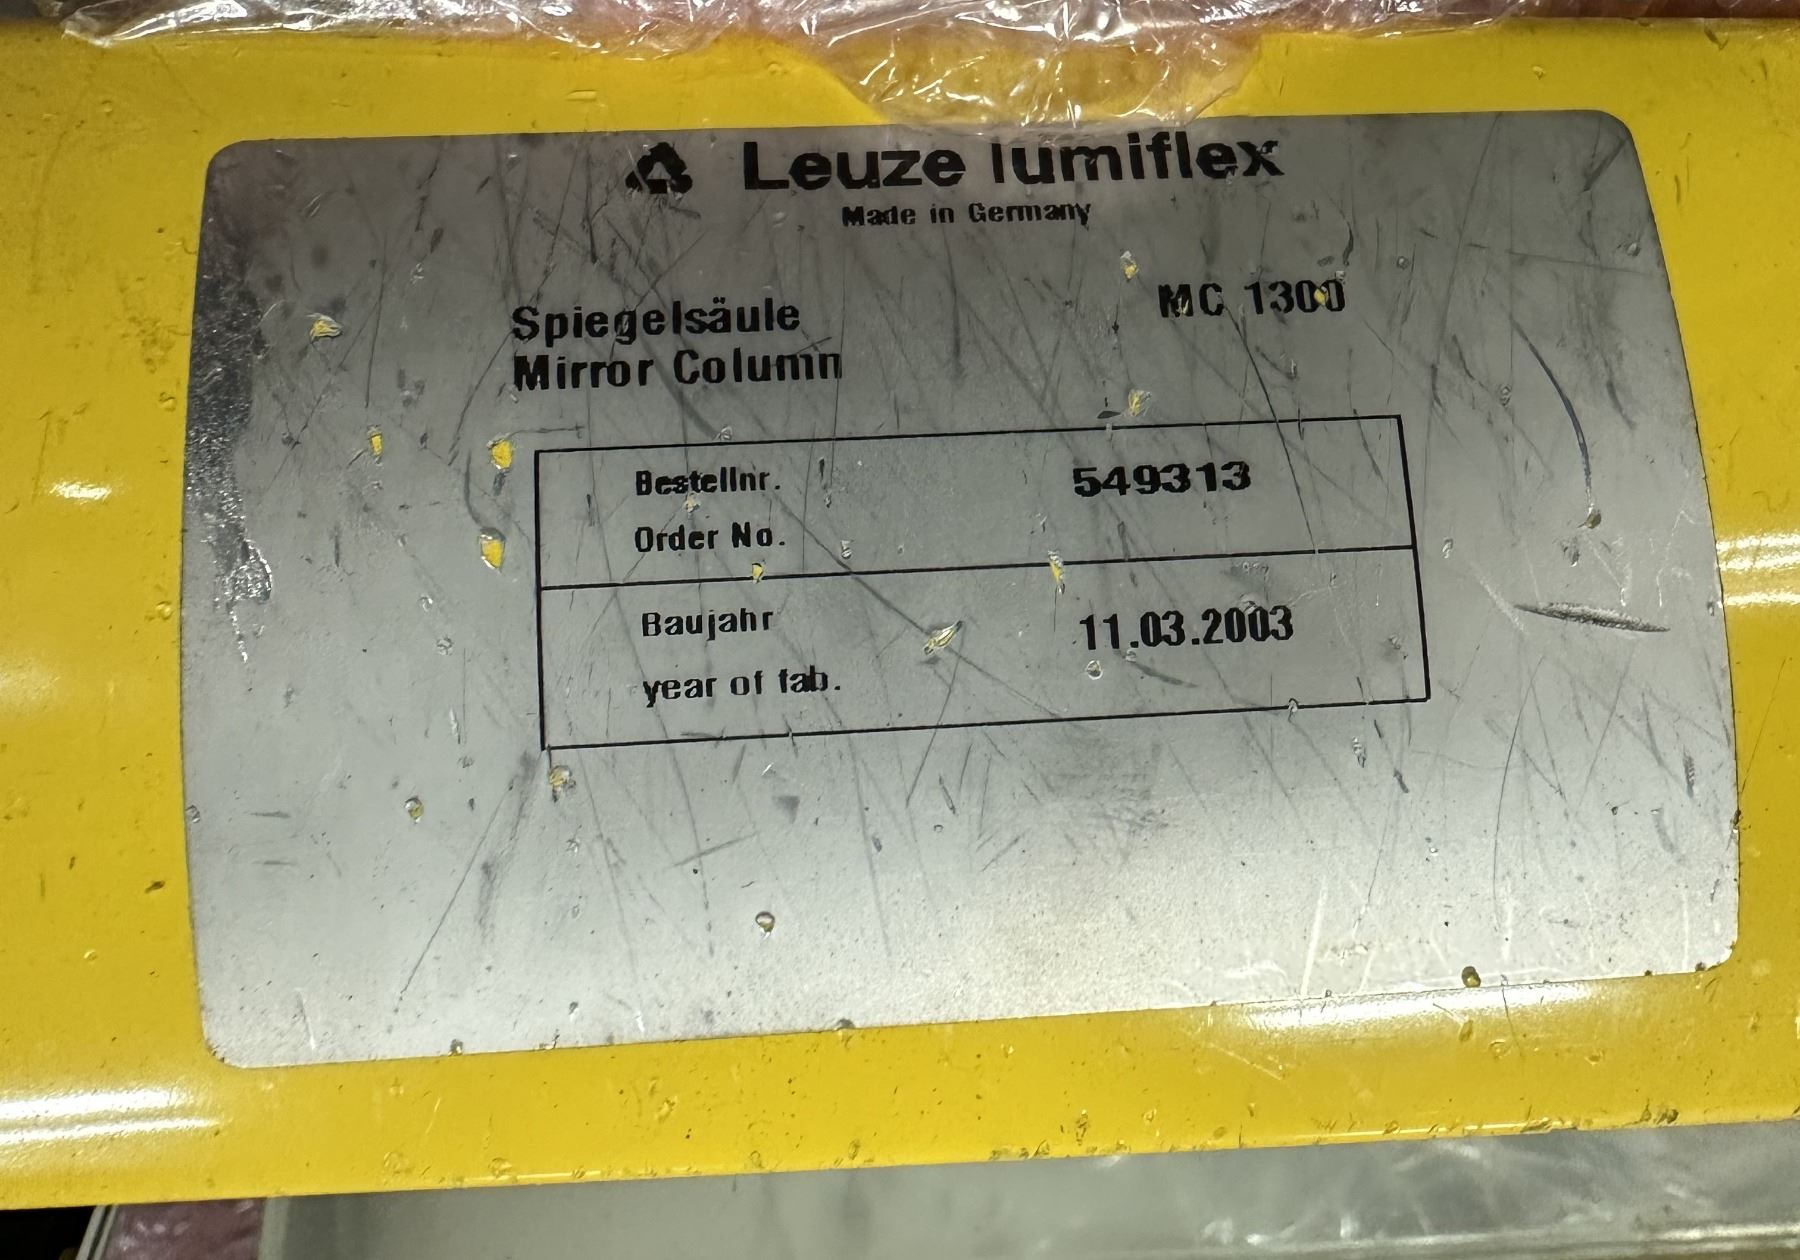 Leuze lumiflex
Made in Germany
Spiegelsäule
Mirror Column
MC 1300
Bestellnr. 549313
Order No.
Baujahr 11.03.2003
year of fab.